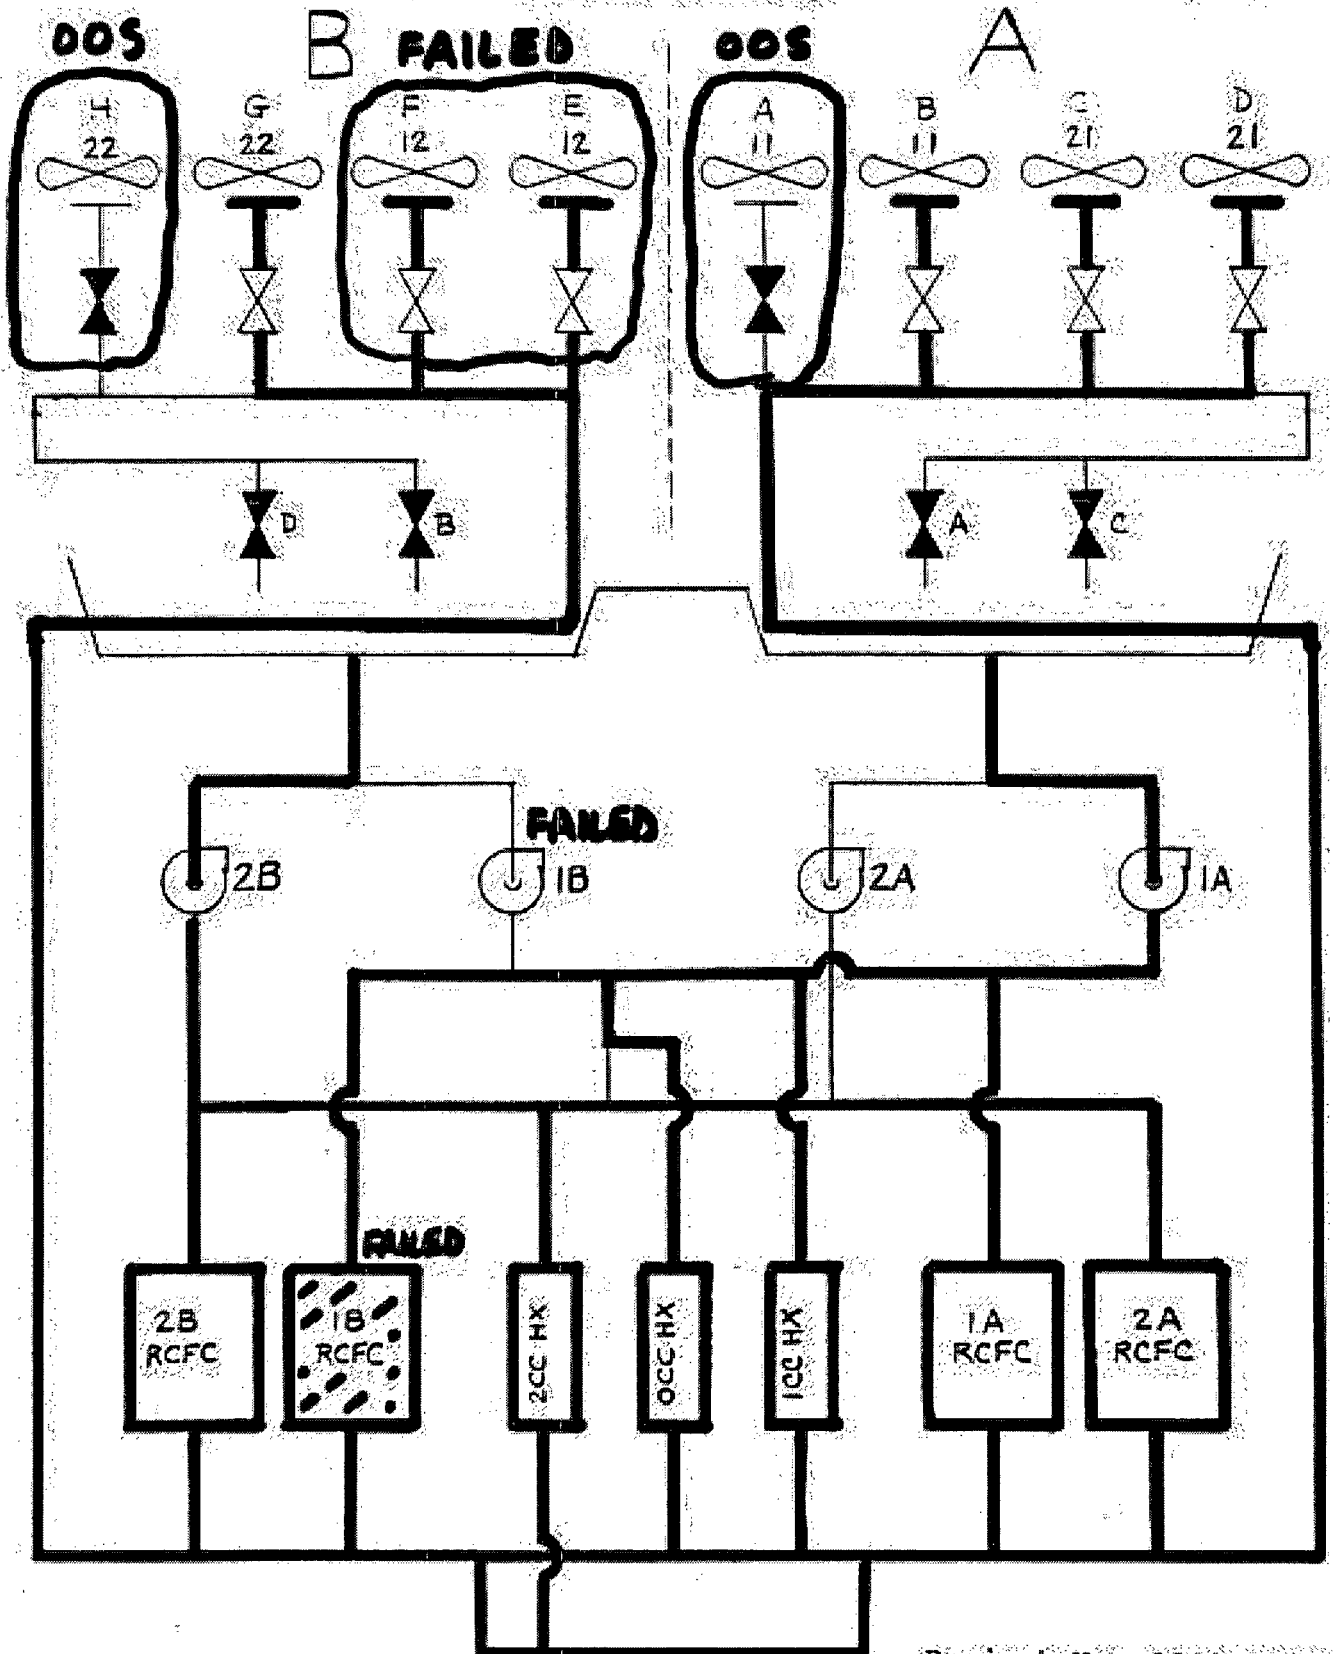 OOS B FAILED OOS A
H G F E A B C D
22 22 12 12 11 11 21 21
D B A C
FAILED
2B 1B 2A 1A
FAILED
2B RCFC
1B RCFC
2CC HX
0CC HX
1CC HX
1A RCFC
2A RCFC